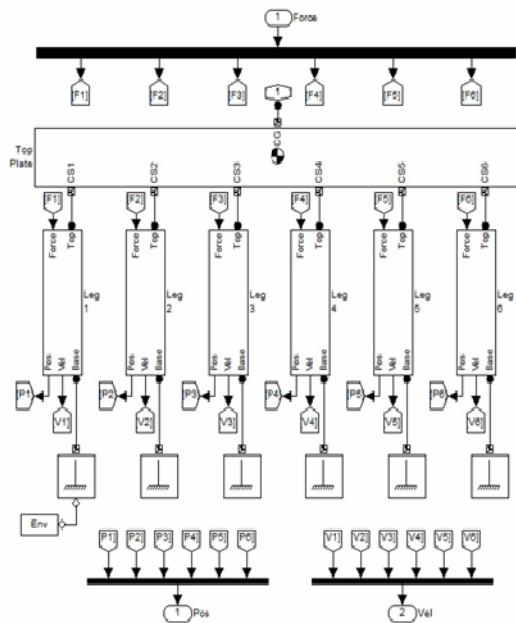 1
Force
[F1] [F2] [F3] [F4] [F5] [F6]
1
Top
Plate
CG
CS1 CS2 CS3 CS4 CS5 CS6
[F1] [F2] [F3] [F4] [F5] [F6]
Force Top Force Top Force Top Force Top Force Top Force Top
Leg
1
Leg
2
Leg
3
Leg
4
Leg
5
Leg
6
Pos Vel Base Pos Vel Base Pos Vel Base Pos Vel Base Pos Vel Base Pos Vel Base
[P1] [P2] [P3] [P4] [P5] [P6]
V1] V2] V3] V4] V5] V6]
Env
P1] P2] P3] P4] P5] P6]
V1] V2] V3] V4] V5] V6]
1
Pos
2
Vel